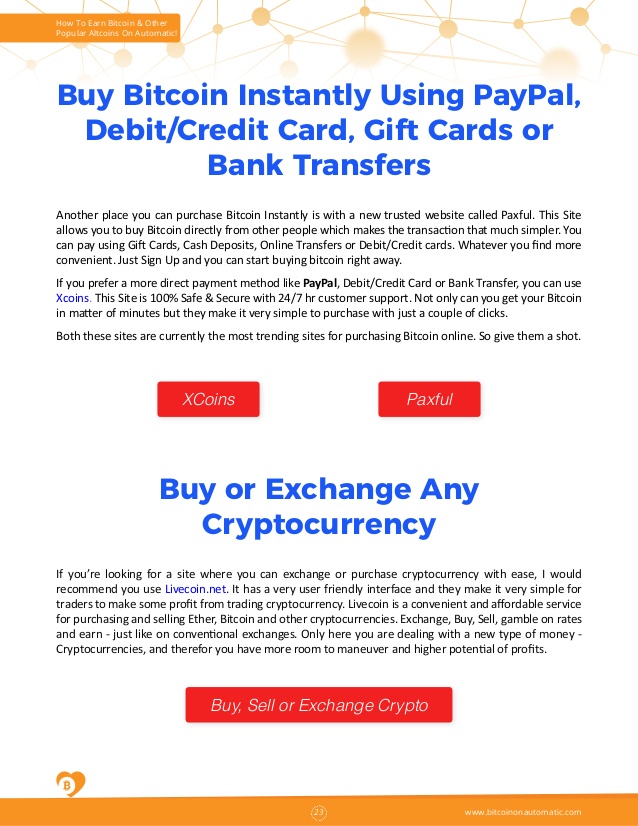 How To Earn Bitcoin & Other
Popular Altcoins On Automatic!
Buy Bitcoin Instantly Using PayPal,
Debit/Credit Card, Gift Cards or
Bank Transfers
Another place you can purchase Bitcoin Instantly is with a new trusted website called Paxful. This Site
allows you to buy Bitcoin directly from other people which makes the transaction that much simpler. You
can pay using Gift Cards, Cash Deposits, Online Transfers or Debit/Credit cards. Whatever you find more
convenient. Just Sign Up and you can start buying bitcoin right away.
If you prefer a more direct payment method like PayPal, Debit/Credit Card or Bank Transfer, you can use
Xcoins. This Site is 100% Safe & Secure with 24/7 hr customer support. Not only can you get your Bitcoin
in matter of minutes but they make it very simple to purchase with just a couple of clicks.
Both these sites are currently the most trending sites for purchasing Bitcoin online. So give them a shot.
XCoins
Paxful
Buy or Exchange Any
Cryptocurrency
If you’re looking for a site where you can exchange or purchase cryptocurrency with ease, I would
recommend you use Livecoin.net. It has a very user friendly interface and they make it very simple for
traders to make some profit from trading cryptocurrency. Livecoin is a convenient and affordable service
for purchasing and selling Ether, Bitcoin and other cryptocurrencies. Exchange, Buy, Sell, gamble on rates
and earn - just like on conventional exchanges. Only here you are dealing with a new type of money -
Cryptocurrencies, and therefor you have more room to maneuver and higher potential of profits.
Buy, Sell or Exchange Crypto
23
www.bitcoinonautomatic.com